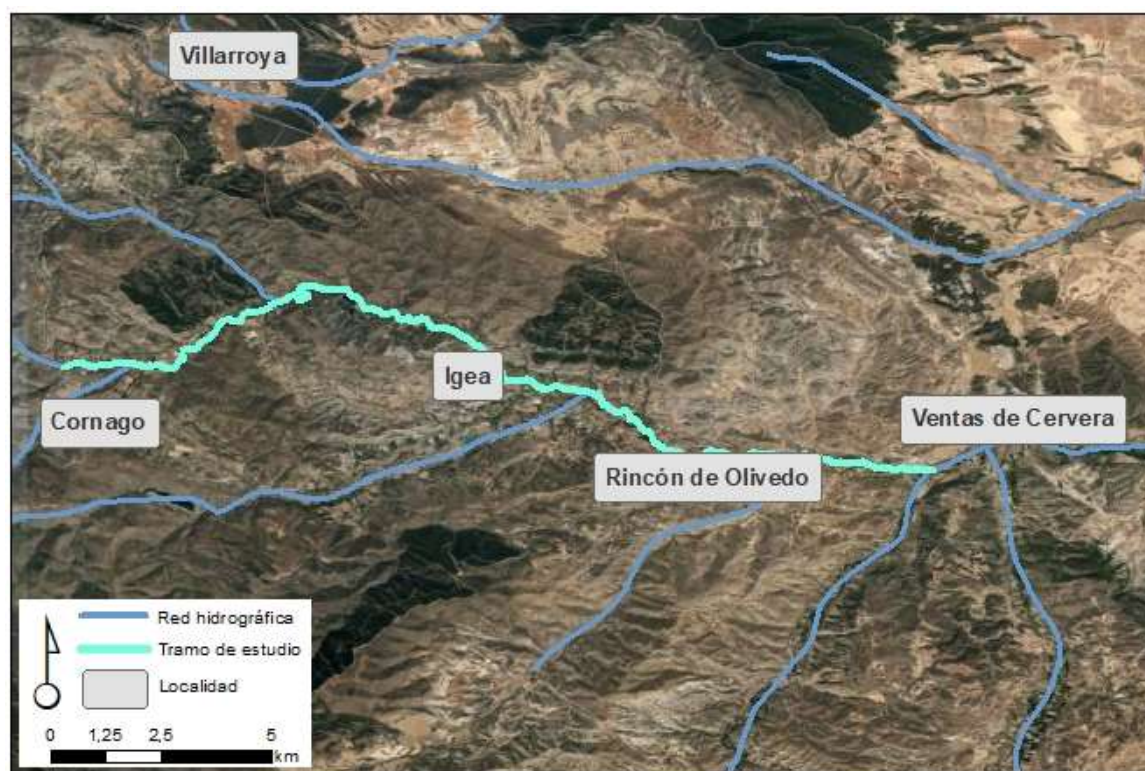 Villarroya
Igea
Cornago
Ventas de Cervera
Rincón de Olivedo
Red hidrográfica
Tramo de estudio
Localidad
0 1,25 2,5 5
km